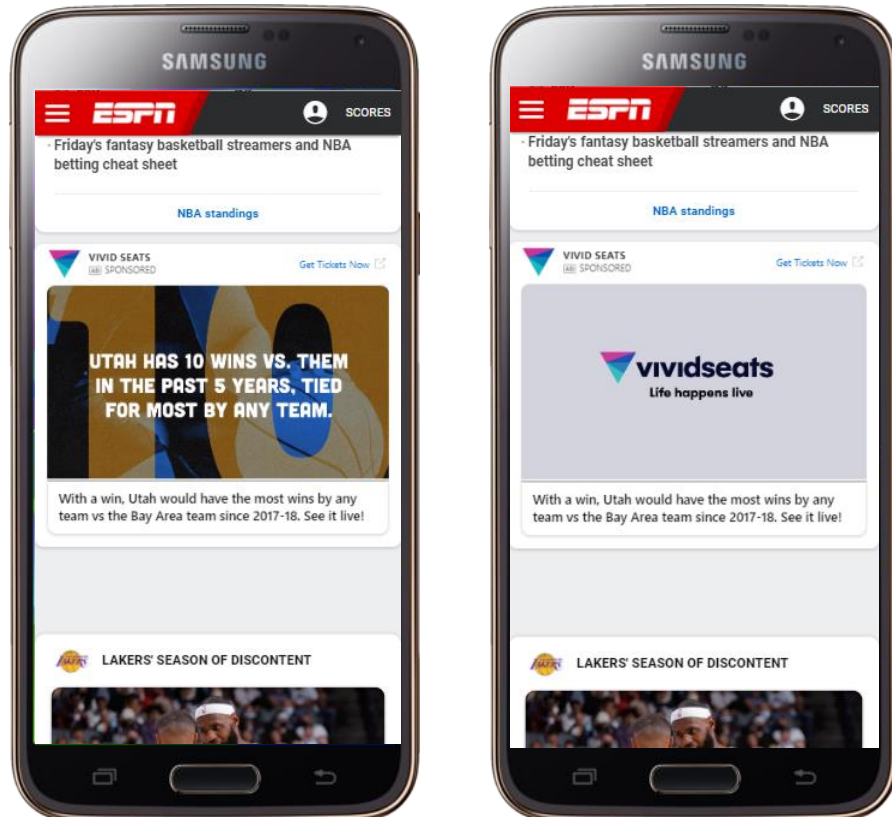 SAMSUNG
ESPN
SCORES
· Friday's fantasy basketball streamers and NBA
betting cheat sheet
NBA standings
VIVID SEATS
AD SPONSORED
Get Tickets Now
10
UTAH HAS 10 WINS VS. THEM
IN THE PAST 5 YEARS, TIED
FOR MOST BY ANY TEAM.
With a win, Utah would have the most wins by any
team vs the Bay Area team since 2017-18. See it live!
LAKERS
LAKERS' SEASON OF DISCONTENT
SAMSUNG
ESPN
SCORES
· Friday's fantasy basketball streamers and NBA
betting cheat sheet
NBA standings
VIVID SEATS
AD SPONSORED
Get Tickets Now
vividseats
Life happens live
With a win, Utah would have the most wins by any
team vs the Bay Area team since 2017-18. See it live!
LAKERS
LAKERS' SEASON OF DISCONTENT